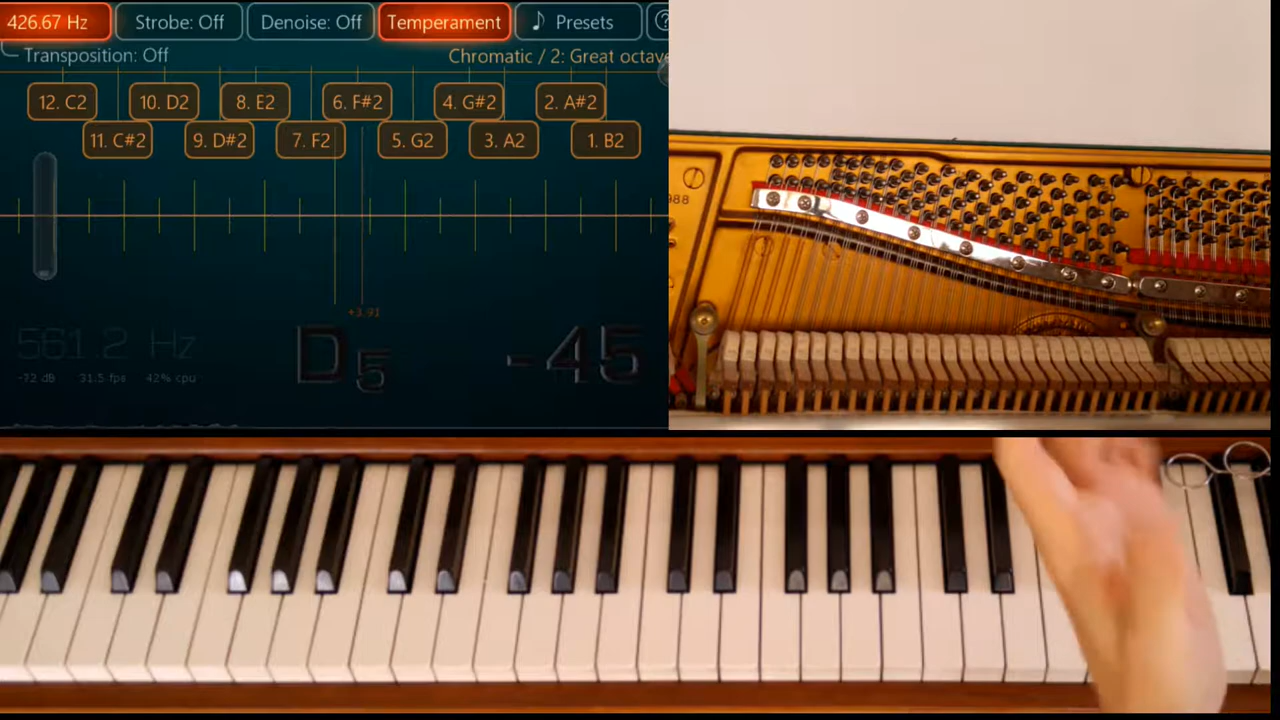 426.67 Hz Strobe: Off Denoise: Off Temperament ♪ Presets ?
Transposition: Off Chromatic / 2: Great octave
12. C2 10. D2 8. E2 6. F#2 4. G#2 2. A#2
11. C#2 9. D#2 7. F2 5. G2 3. A2 1. B2
+3.91
561.2 Hz D5 -45
-72 dB 31.5 fps 42% cpu
988